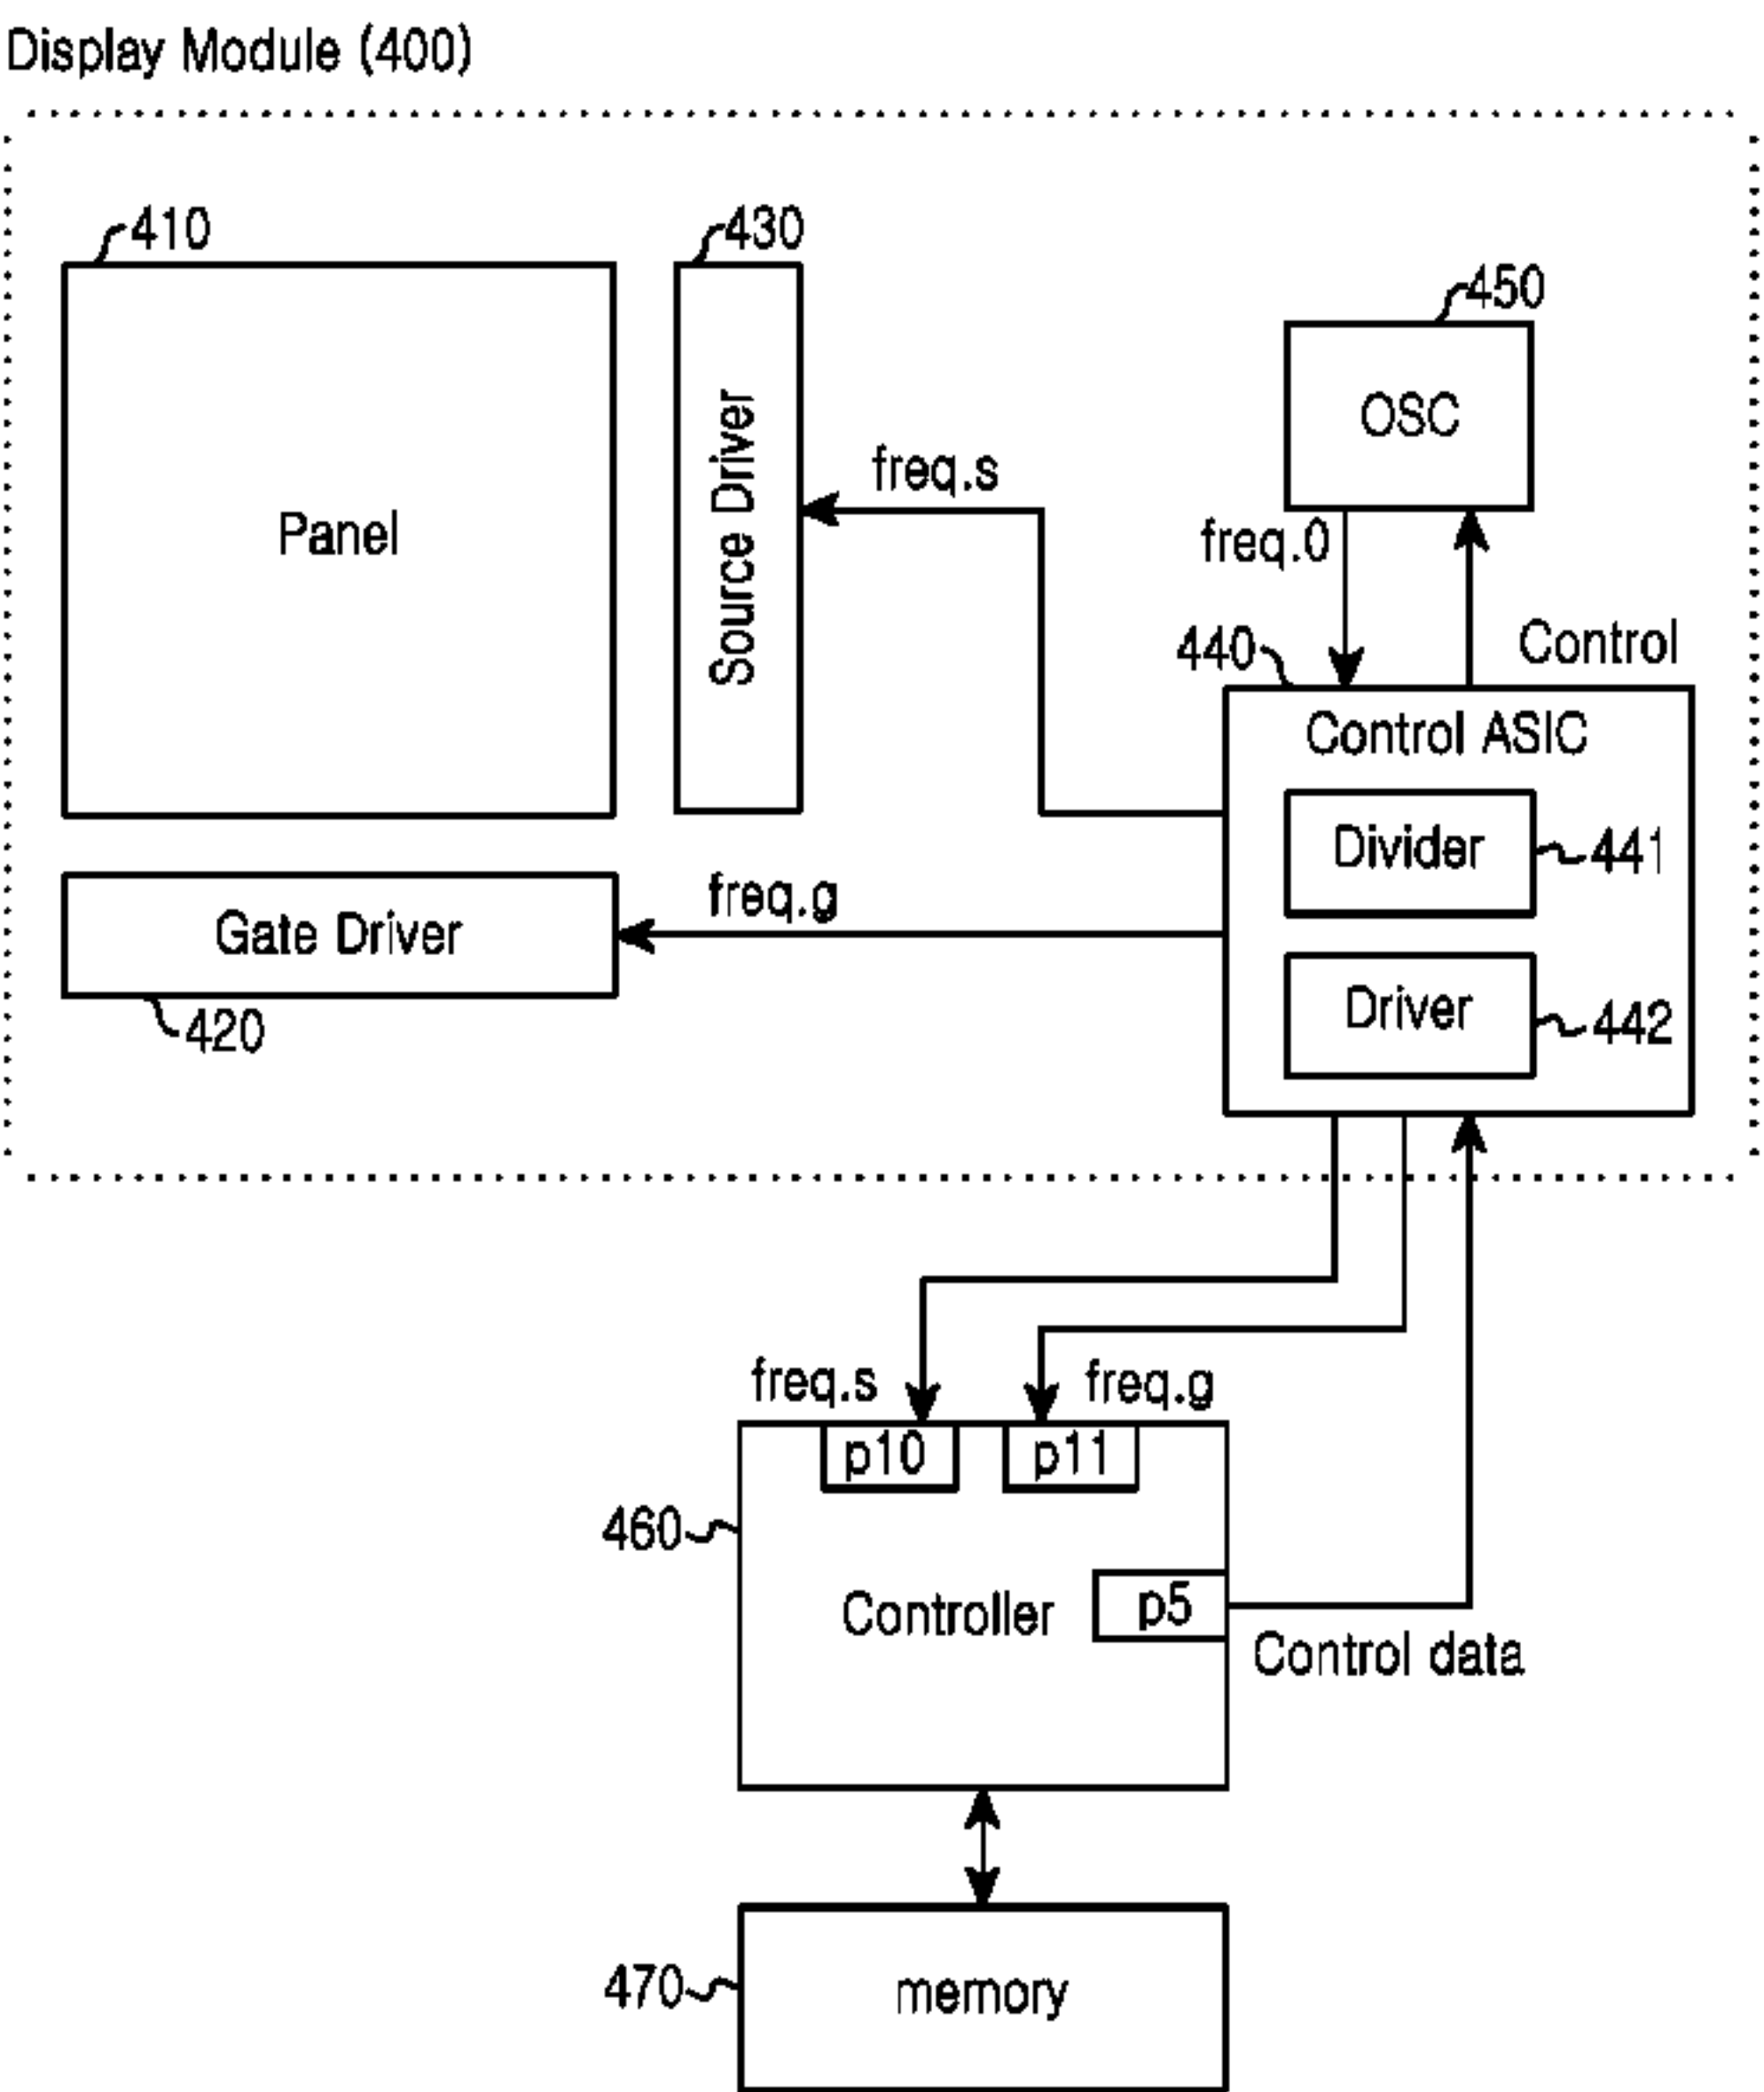 Display Module (400)
410
430
450
OSC
Panel
Source Driver
freq.s
freq.0
440
Control
Control ASIC
Divider
441
freq.g
Gate Driver
Driver
442
420
freq.s
freq.g
p10
p11
460
Controller
p5
Control data
470
memory